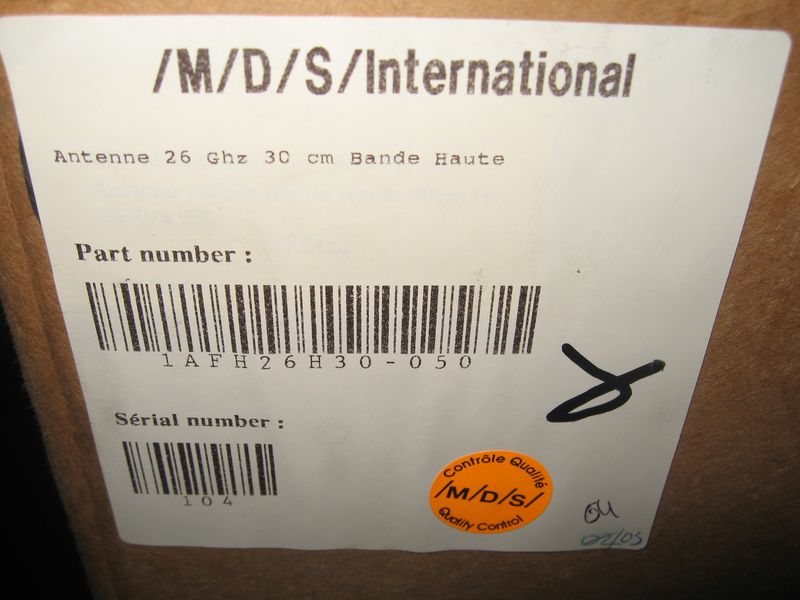 /M/D/S/International
Antenne 26 Ghz 30 cm Bande Haute
Part number :
1AFH26H30-050
Sérial number :
104
Contrôle Qualité
/M/D/S/
Quality Control